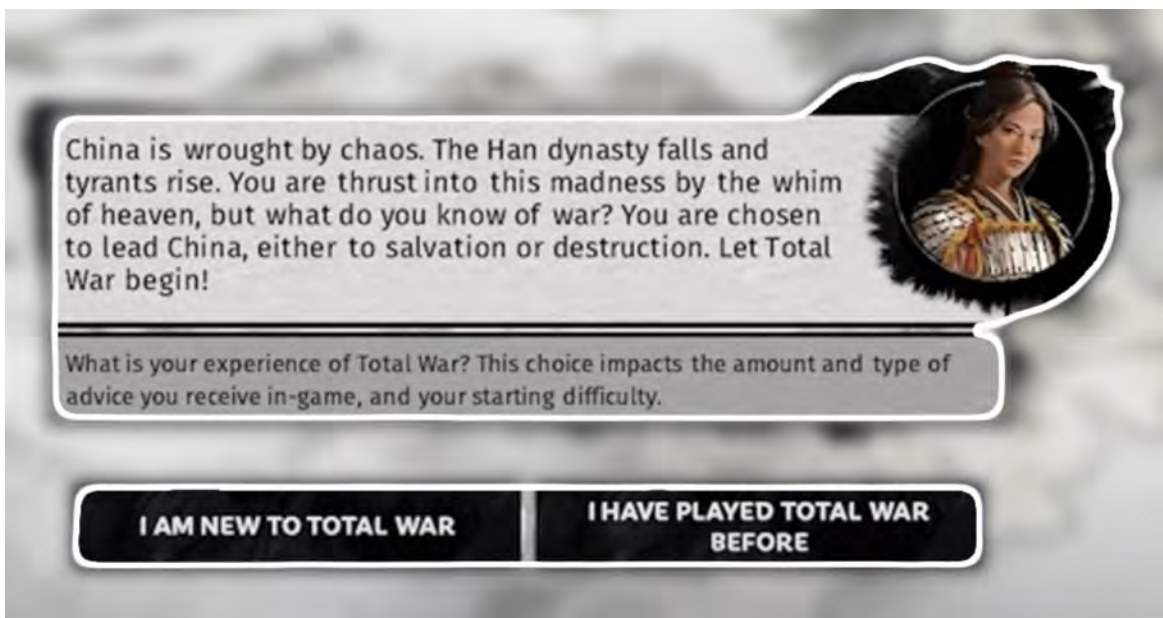 China is wrought by chaos. The Han dynasty falls and
tyrants rise. You are thrust into this madness by the whim
of heaven, but what do you know of war? You are chosen
to lead China, either to salvation or destruction. Let Total
War begin!
What is your experience of Total War? This choice impacts the amount and type of
advice you receive in-game, and your starting difficulty.
I AM NEW TO TOTAL WAR
I HAVE PLAYED TOTAL WAR
BEFORE